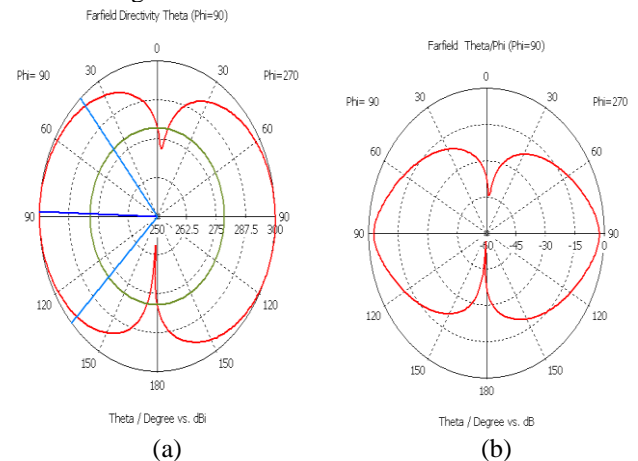 Farfield Directivity Theta (Phi=90)
0
30
30
Phi= 90
Phi=270
60
60
90
90
250 262.5 275 287.5 300
120
120
150
150
180
Theta / Degree vs. dBi
(a)
Farfield Theta/Phi (Phi=90)
0
30
30
Phi= 90
Phi=270
60
60
90
90
-60 -45 -30 -15 0
120
120
150
150
180
Theta / Degree vs. dB
(b)